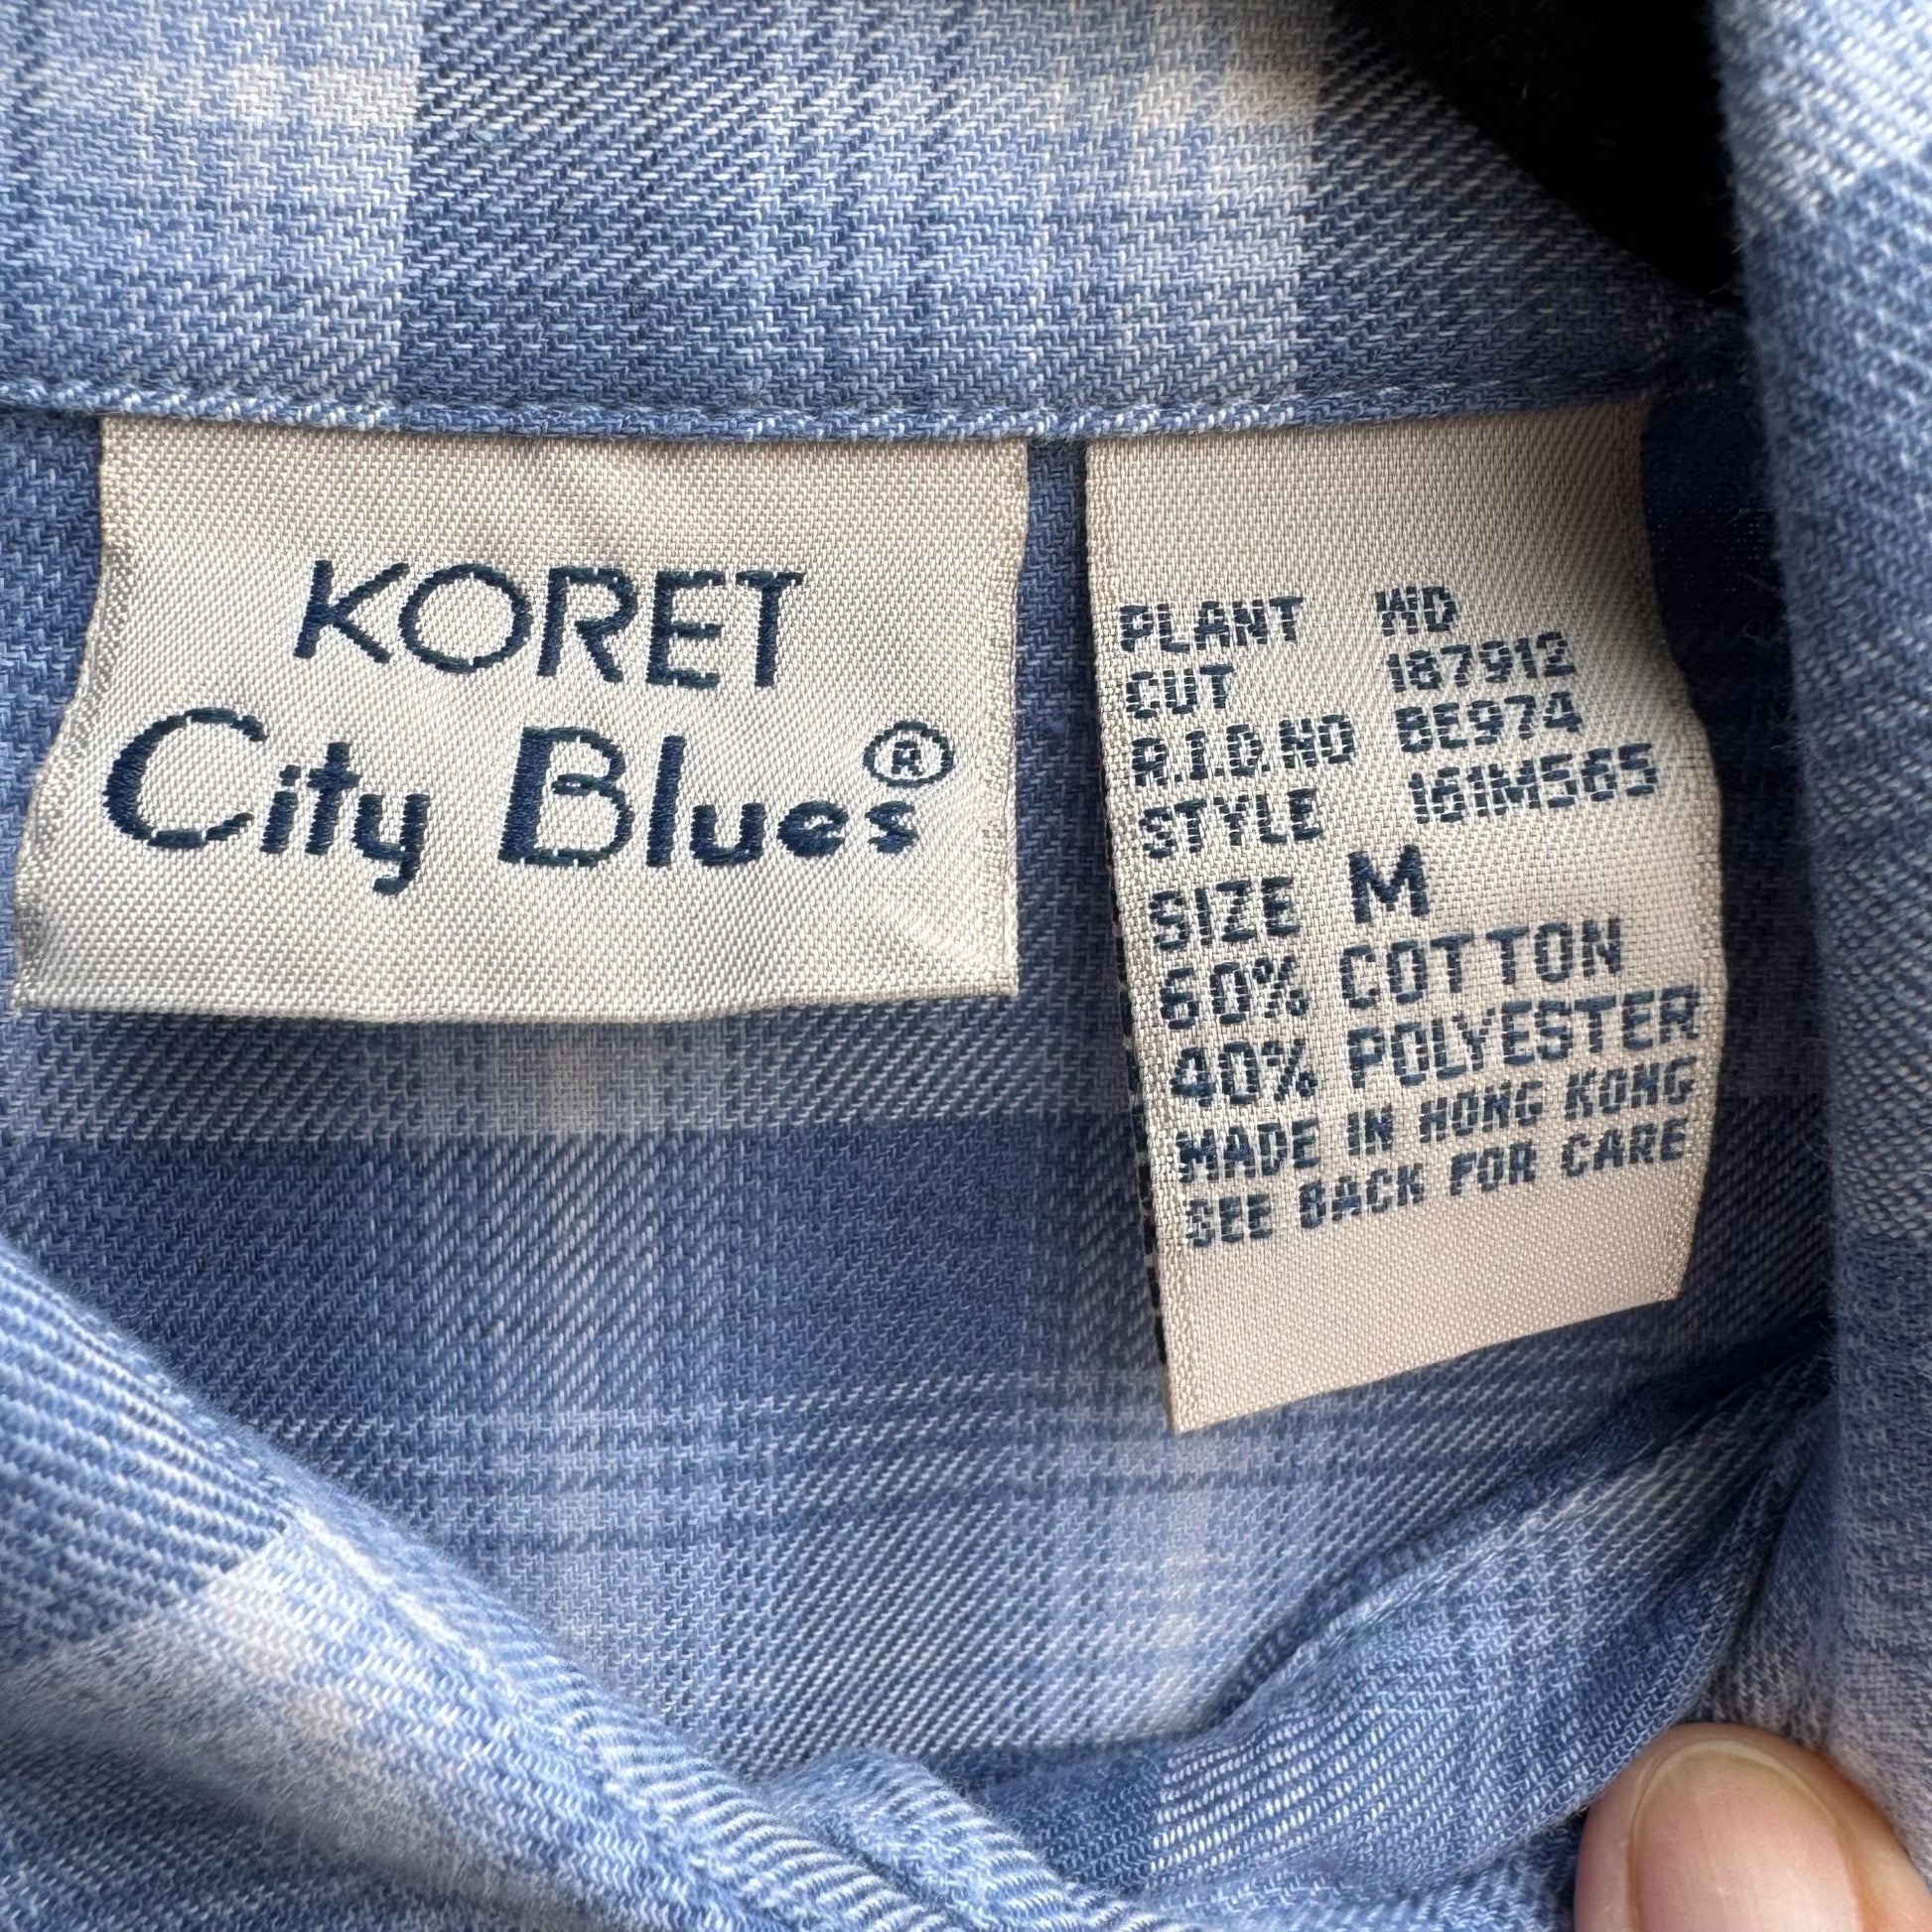 KORET
City Blues®
PLANT WD
CUT 187912
R.I.D.NO BE974
STYLE 161M565
SIZE M
60% COTTON
40% POLYESTER
MADE IN HONG KONG
SEE BACK FOR CARE